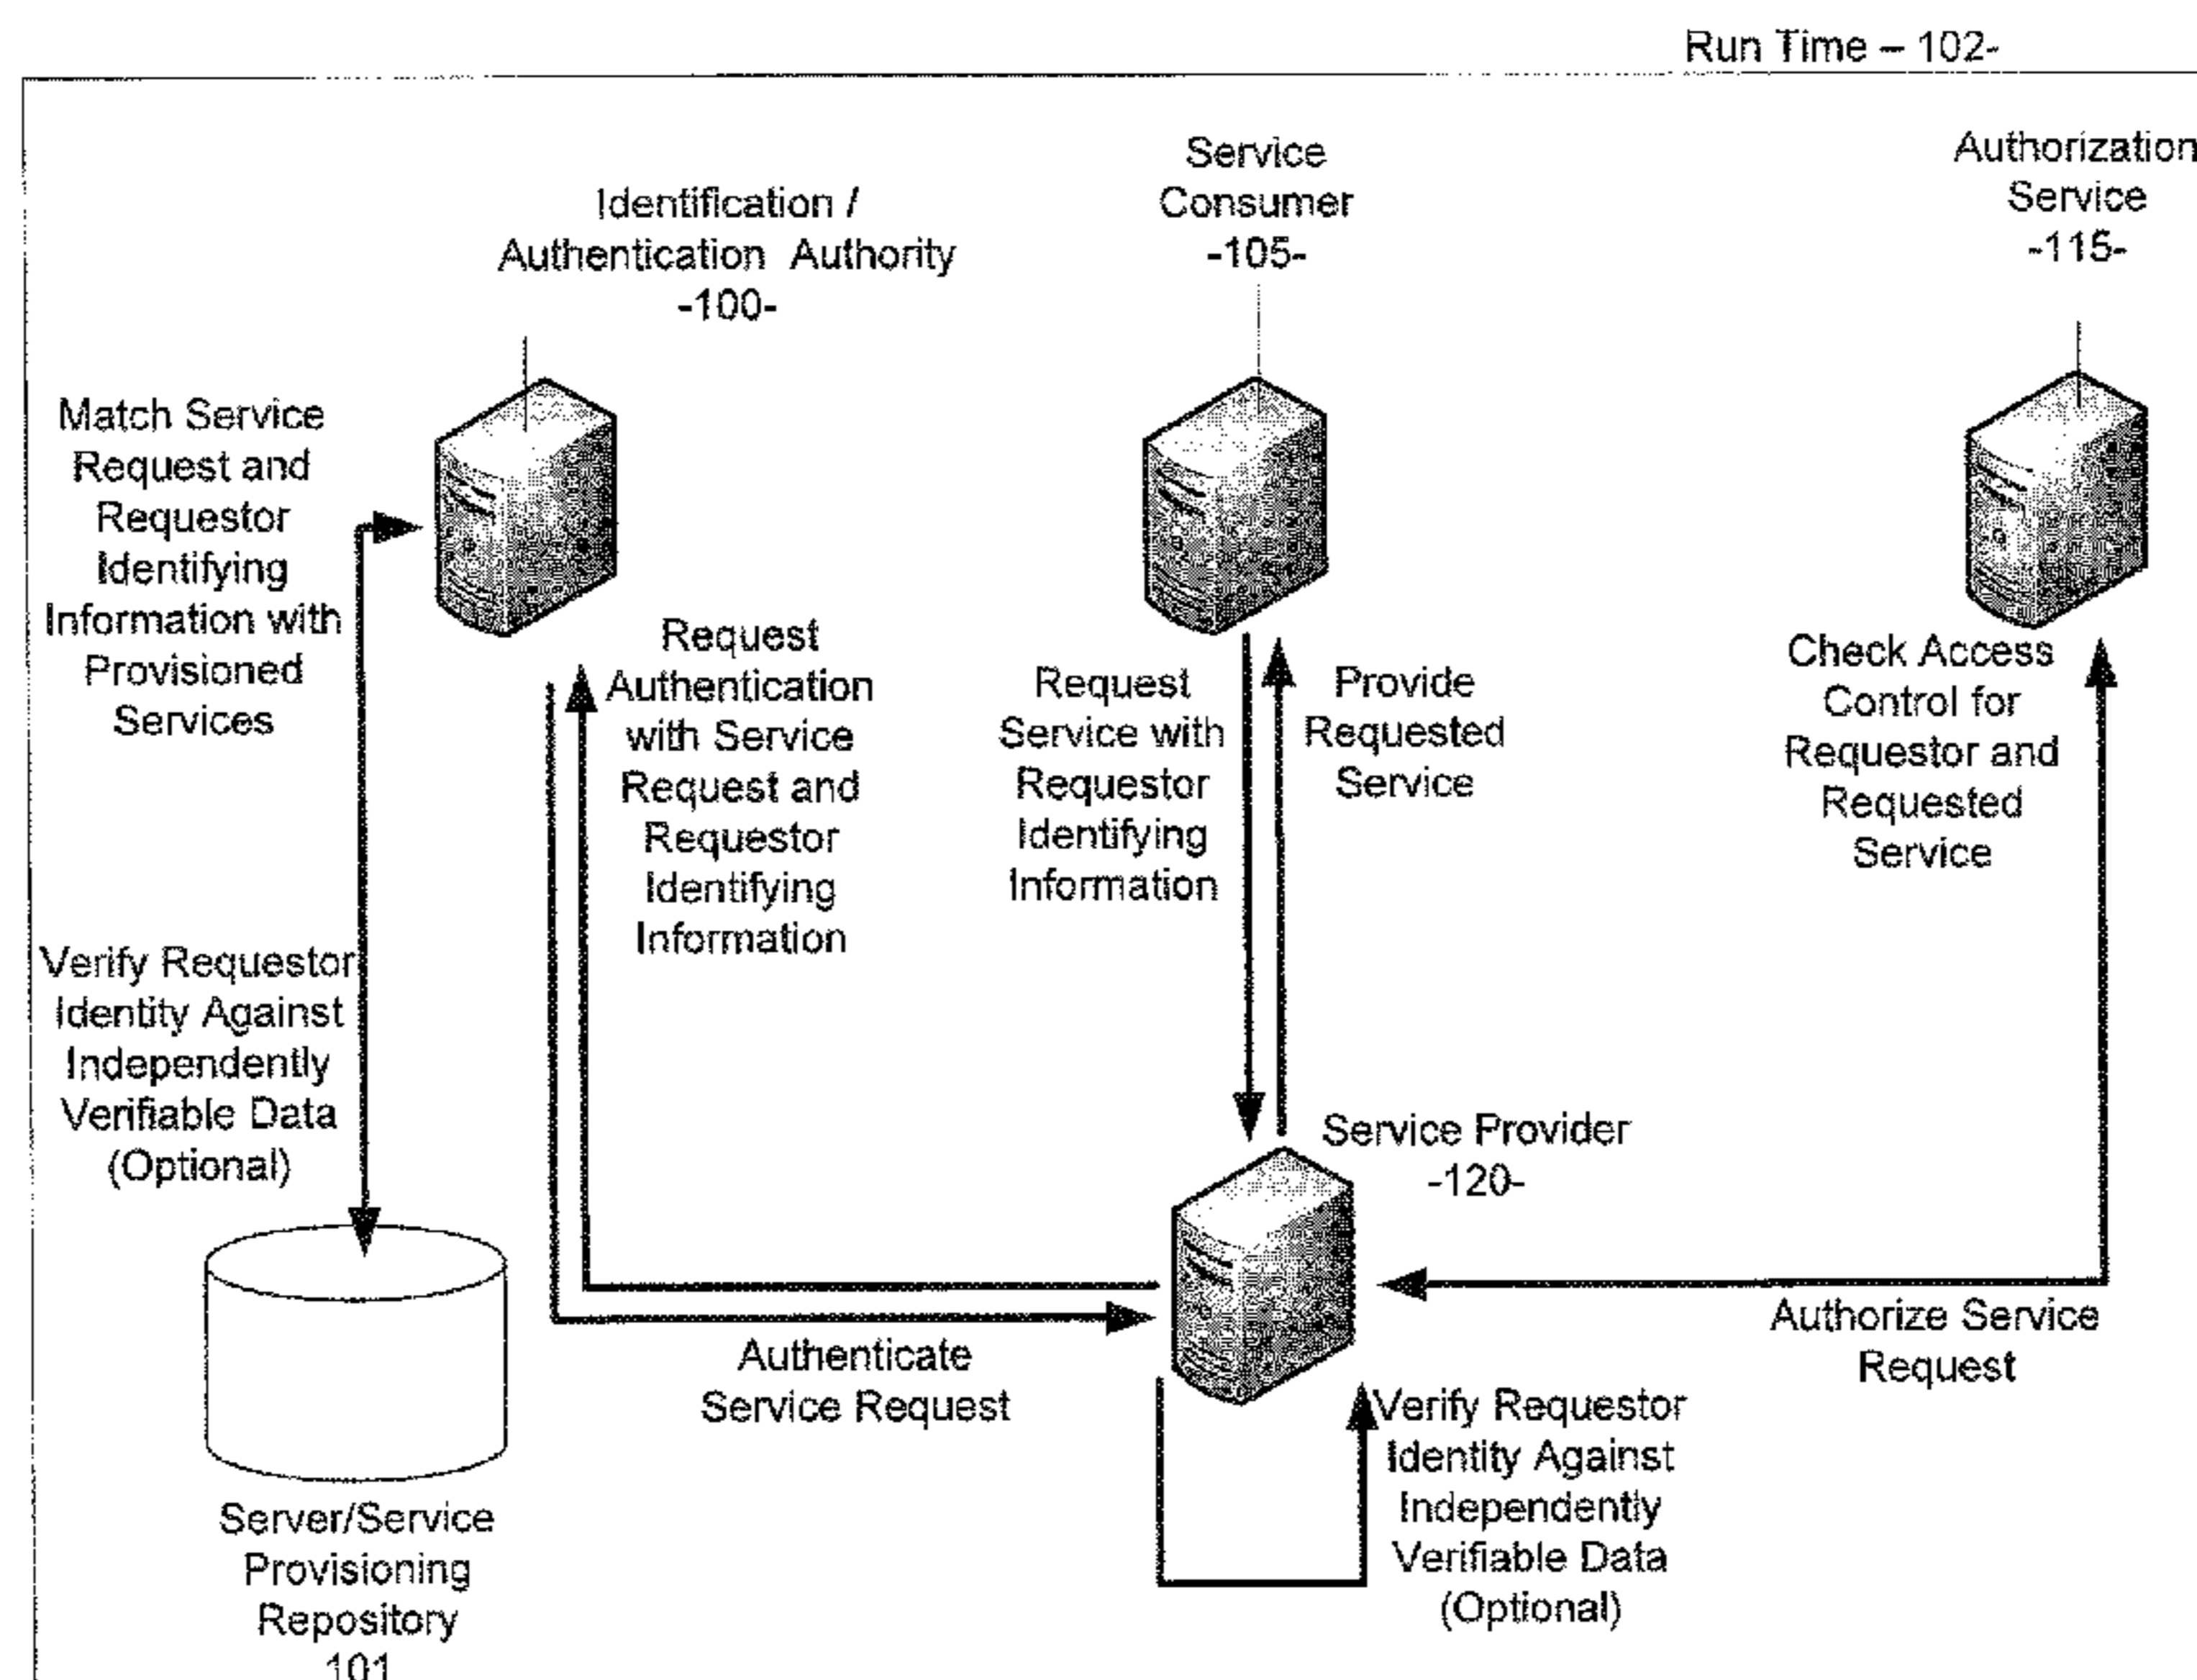 Run Time – 102-
Identification /
Authentication Authority
-100-
Service
Consumer
-105-
Authorization
Service
-115-
Match Service
Request and
Requestor
Identifying
Information with
Provisioned
Services
Request
Authentication
with Service
Request and
Requestor
Identifying
Information
Request
Service with
Requestor
Identifying
Information
Provide
Requested
Service
Check Access
Control for
Requestor and
Requested
Service
Verify Requestor
Identity Against
Independently
Verifiable Data
(Optional)
Service Provider
-120-
Authenticate
Service Request
Authorize Service
Request
Verify Requestor
Identity Against
Independently
Verifiable Data
(Optional)
Server/Service
Provisioning
Repository
101